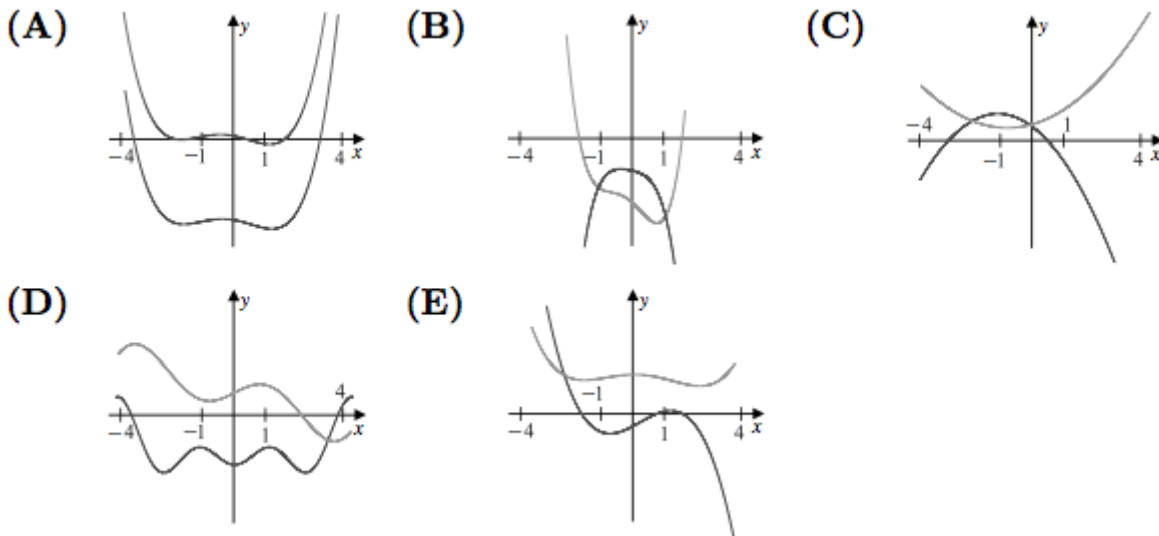 (A) y −4 −1 1 4 x
(B) y −4 −1 1 4 x
(C) y −4 −1 1 4 x
(D) y −4 −1 1 4 x
(E) y −4 −1 1 4 x